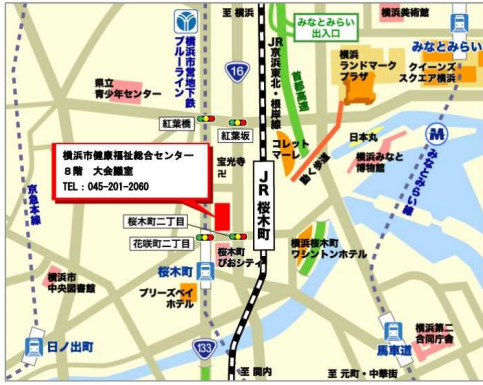 至 横浜
横浜市営地下鉄
ブルーライン
16
JR京浜東北・根岸線
首都高速
みなとみらい
出入口
横浜美術館
みなとみらい
横浜
ランドマーク
プラザ
クイーンズ
スクエア横浜
県立
青少年センター
紅葉橋
紅葉坂
コレット
マーレ
動く歩道
日本丸
横浜みなと
博物館
みなとみらい線
横浜市健康福祉総合センター
8階 大会議室
TEL:045-201-2060
宝光寺
卍
JR 桜木町
京急本線
桜木町二丁目
花咲町二丁目
桜木町
ぴおシティ
横浜桜木町
ワシントンホテル
横浜市
中央図書館
桜木町
ブリーズベイ
ホテル
日ノ出町
133
至 関内
馬車道
横浜第二
合同庁舎
至 元町・中華街